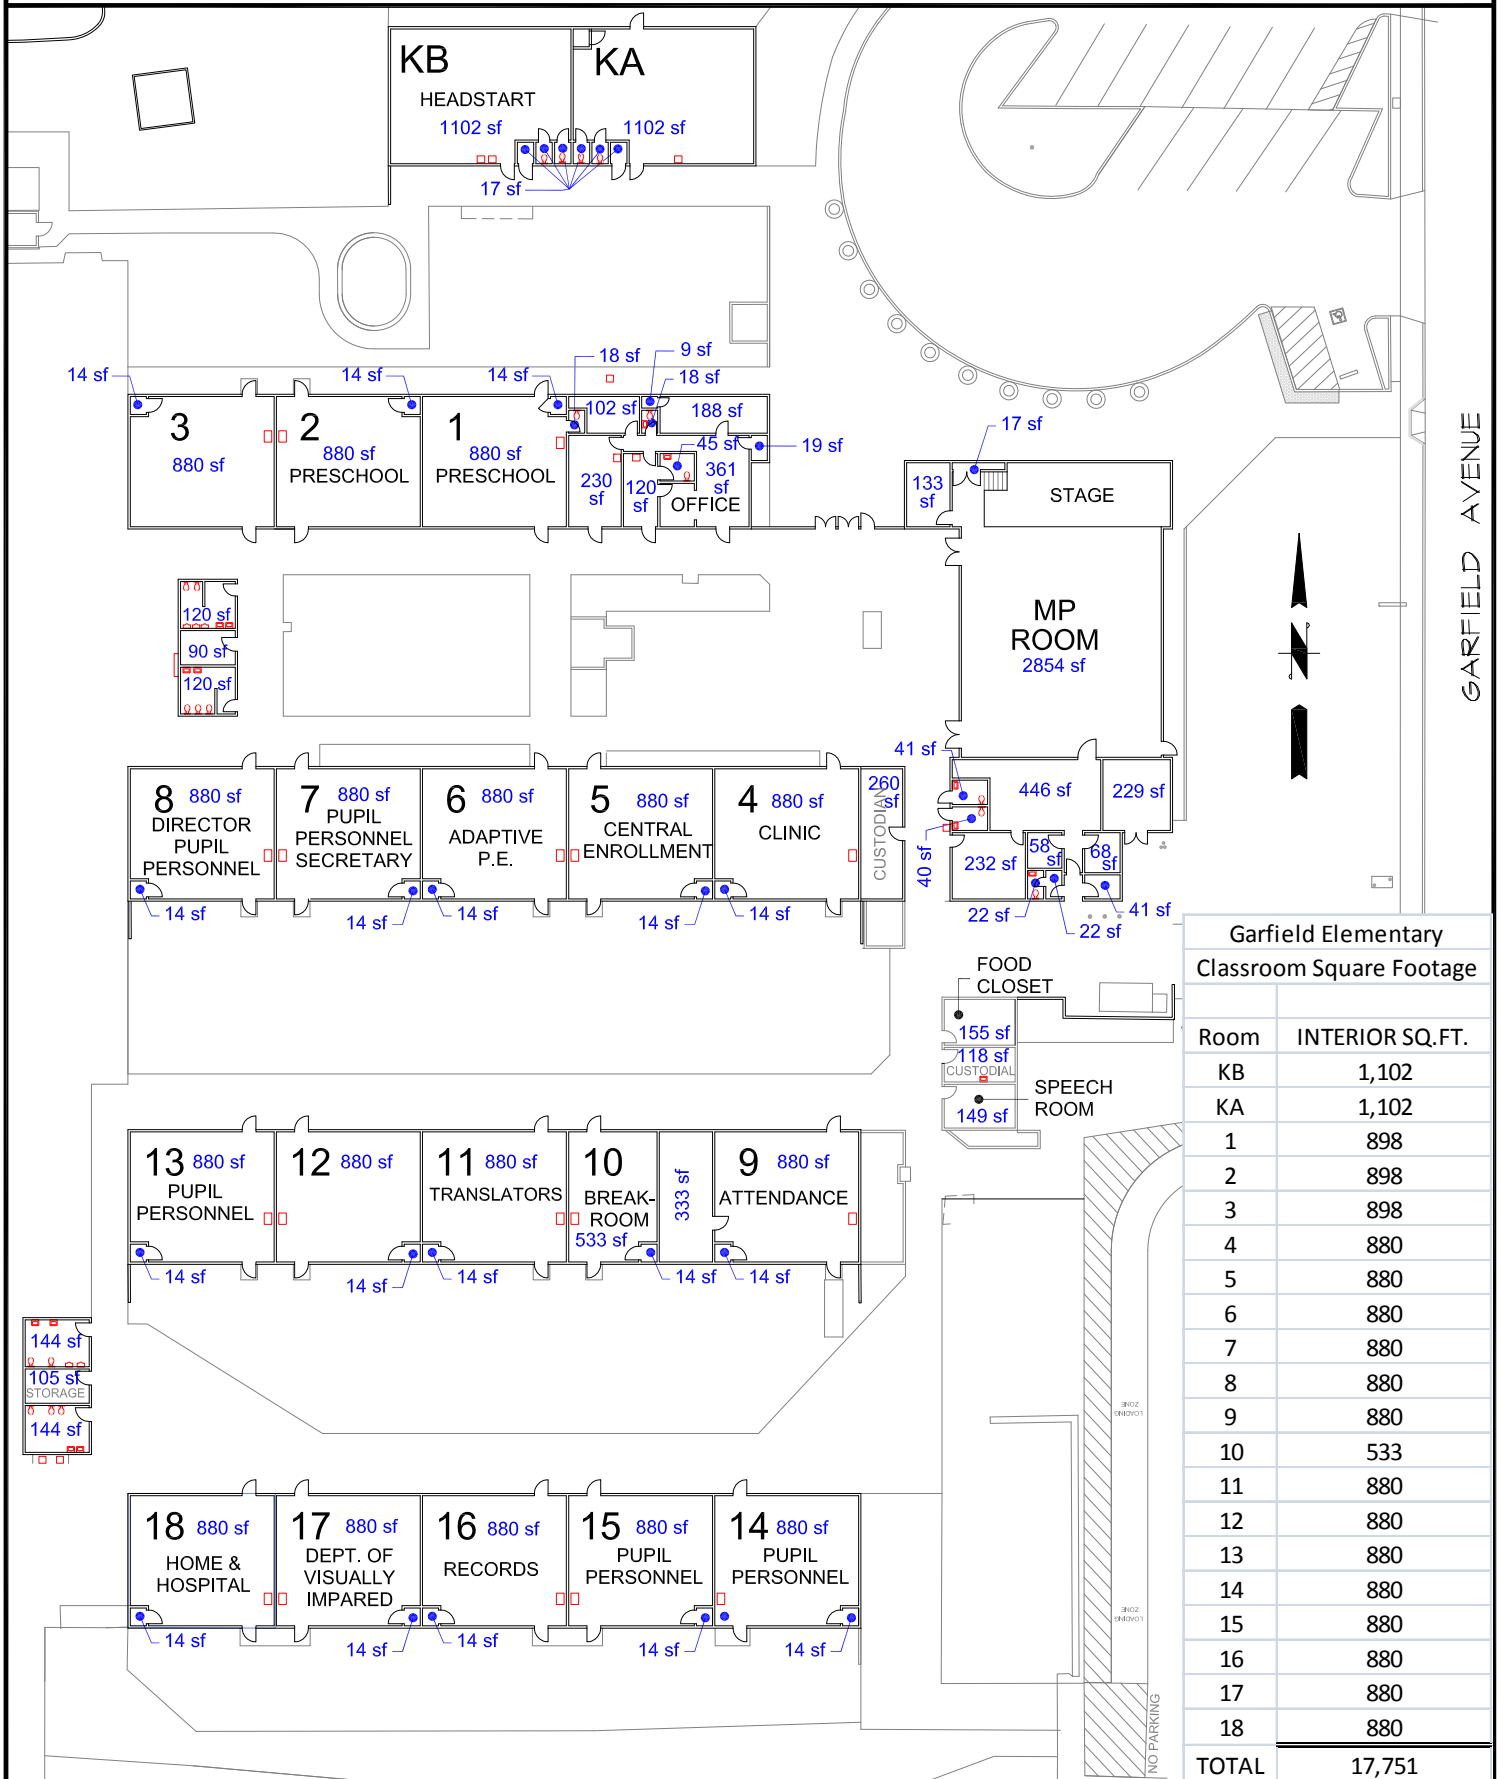 KB
HEADSTART
1102 sf
KA
1102 sf
17 sf
14 sf
14 sf
14 sf
18 sf
9 sf
18 sf
3
880 sf
2
880 sf
PRESCHOOL
1
880 sf
PRESCHOOL
102 sf
188 sf
45 sf
19 sf
230
sf
120
sf
361
sf
OFFICE
17 sf
133
sf
STAGE
GARFIELD AVENUE
120 sf
90 sf
120 sf
MP
ROOM
2854 sf
N
41 sf
446 sf
229 sf
8 880 sf
DIRECTOR
PUPIL
PERSONNEL
7 880 sf
PUPIL
PERSONNEL
SECRETARY
6 880 sf
ADAPTIVE
P.E.
5 880 sf
CENTRAL
ENROLLMENT
4 880 sf
CLINIC
260
sf
CUSTODIAN
40 sf
232 sf
58
sf
68
sf
14 sf
14 sf
14 sf
14 sf
14 sf
22 sf
22 sf
41 sf
FOOD
CLOSET
155 sf
118 sf
CUSTODIAL
149 sf
SPEECH
ROOM
13 880 sf
PUPIL
PERSONNEL
12 880 sf
11 880 sf
TRANSLATORS
10
BREAK-
ROOM
533 sf
333 sf
9 880 sf
ATTENDANCE
14 sf
14 sf
14 sf
14 sf
14 sf
144 sf
105 sf
STORAGE
144 sf
LOADING
ZONE
LOADING
ZONE
NO PARKING
18 880 sf
HOME &
HOSPITAL
17 880 sf
DEPT. OF
VISUALLY
IMPARED
16 880 sf
RECORDS
15 880 sf
PUPIL
PERSONNEL
14 880 sf
PUPIL
PERSONNEL
14 sf
14 sf
14 sf
14 sf
14 sf
Garfield Elementary
Classroom Square Footage
Room INTERIOR SQ.FT.
KB 1,102
KA 1,102
1 898
2 898
3 898
4 880
5 880
6 880
7 880
8 880
9 880
10 533
11 880
12 880
13 880
14 880
15 880
16 880
17 880
18 880
TOTAL 17,751